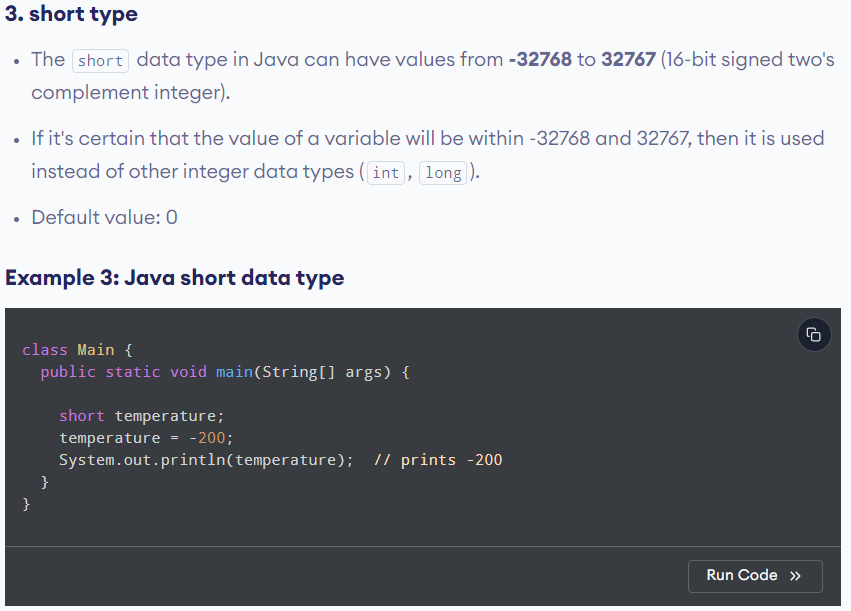 3. short type
• The short data type in Java can have values from -32768 to 32767 (16-bit signed two's
complement integer).
• If it's certain that the value of a variable will be within -32768 and 32767, then it is used
instead of other integer data types (int, long).
• Default value: 0
Example 3: Java short data type
class Main {
  public static void main(String[] args) {
    short temperature;
    temperature = -200;
    System.out.println(temperature);  // prints -200
  }
}
Run Code »